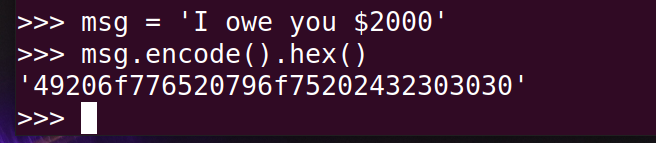 >>> msg = 'I owe you $2000'
>>> msg.encode().hex()
'49206f776520796f75202432303030'
>>>